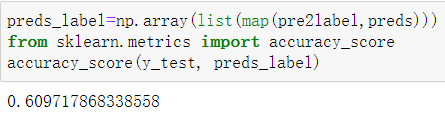 preds_label=np.array(list(map(pre2label,preds)))
from sklearn.metrics import accuracy_score
accuracy_score(y_test, preds_label)
0.609717868338558